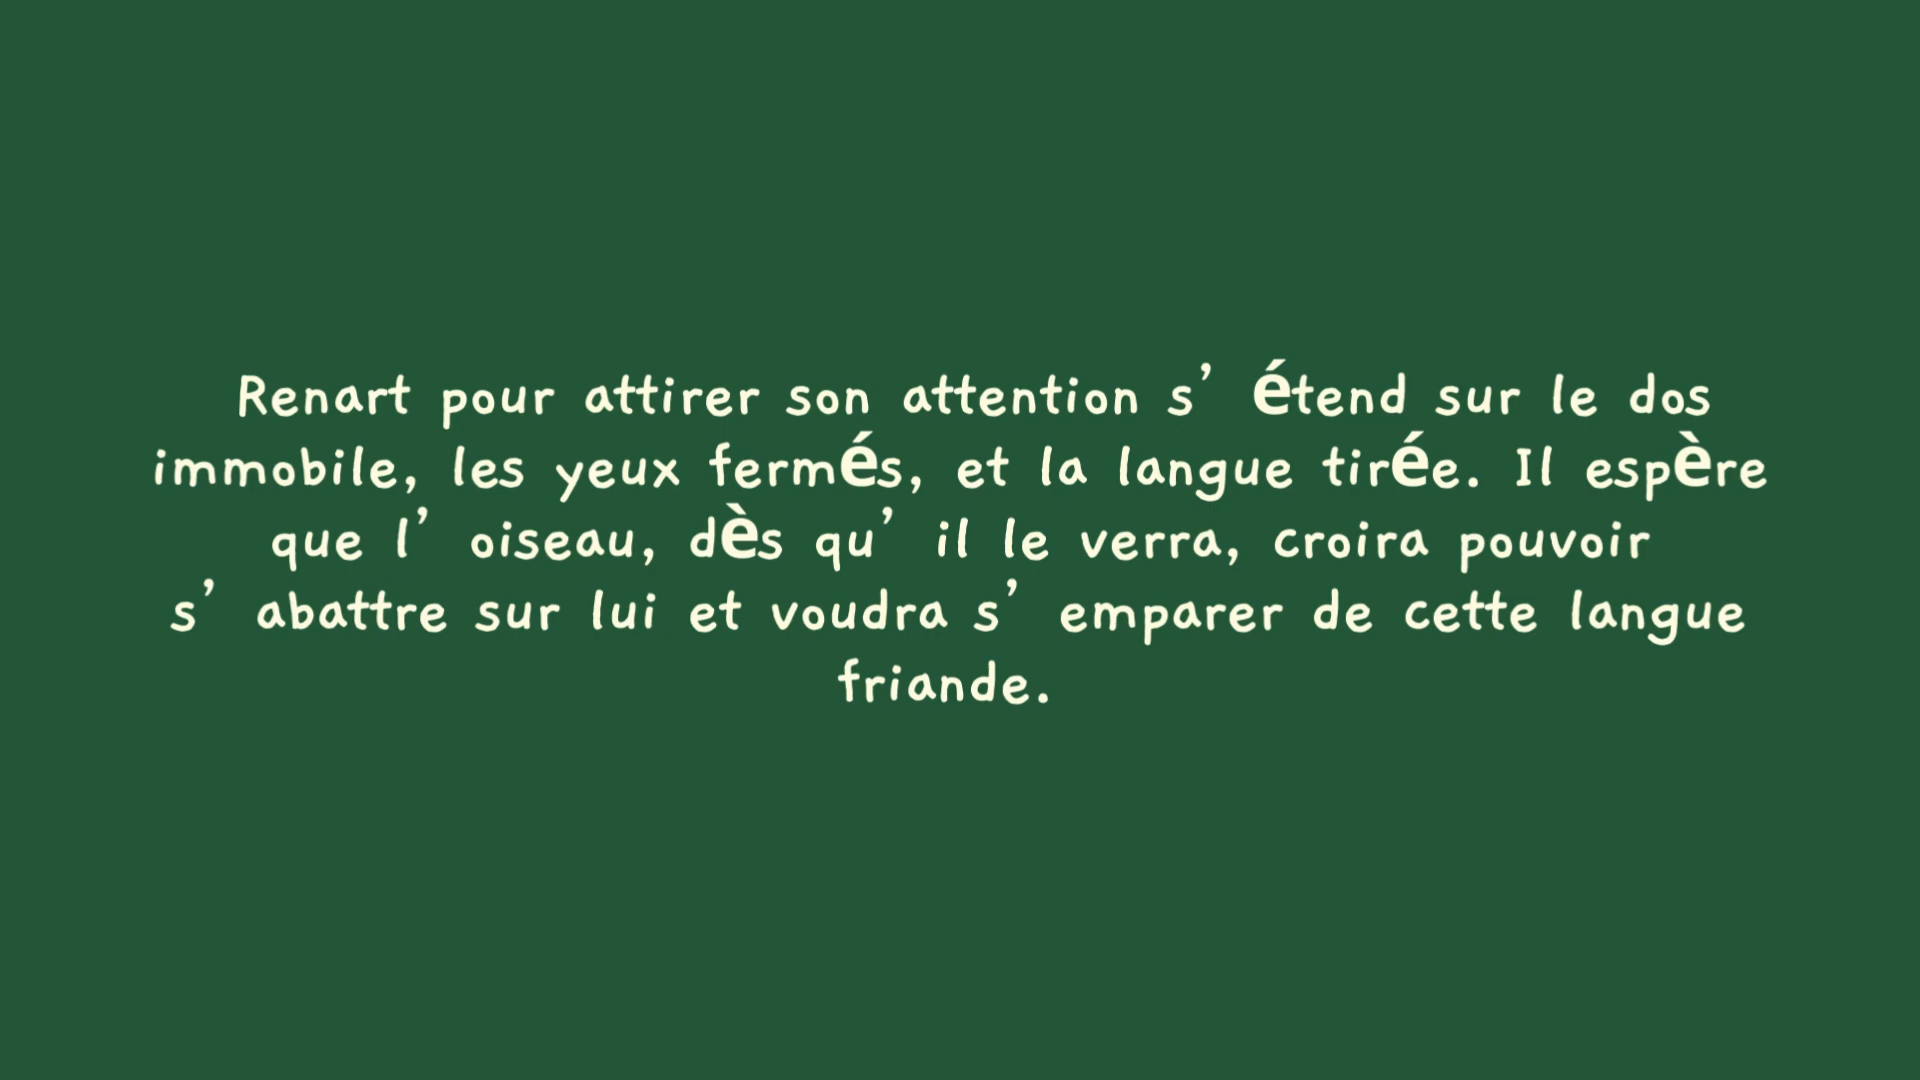 Renart pour attirer son attention s’étend sur le dos
immobile, les yeux fermés, et la langue tirée. Il espère
que l’oiseau, dès qu’il le verra, croira pouvoir
s’abattre sur lui et voudra s’emparer de cette langue
friande.